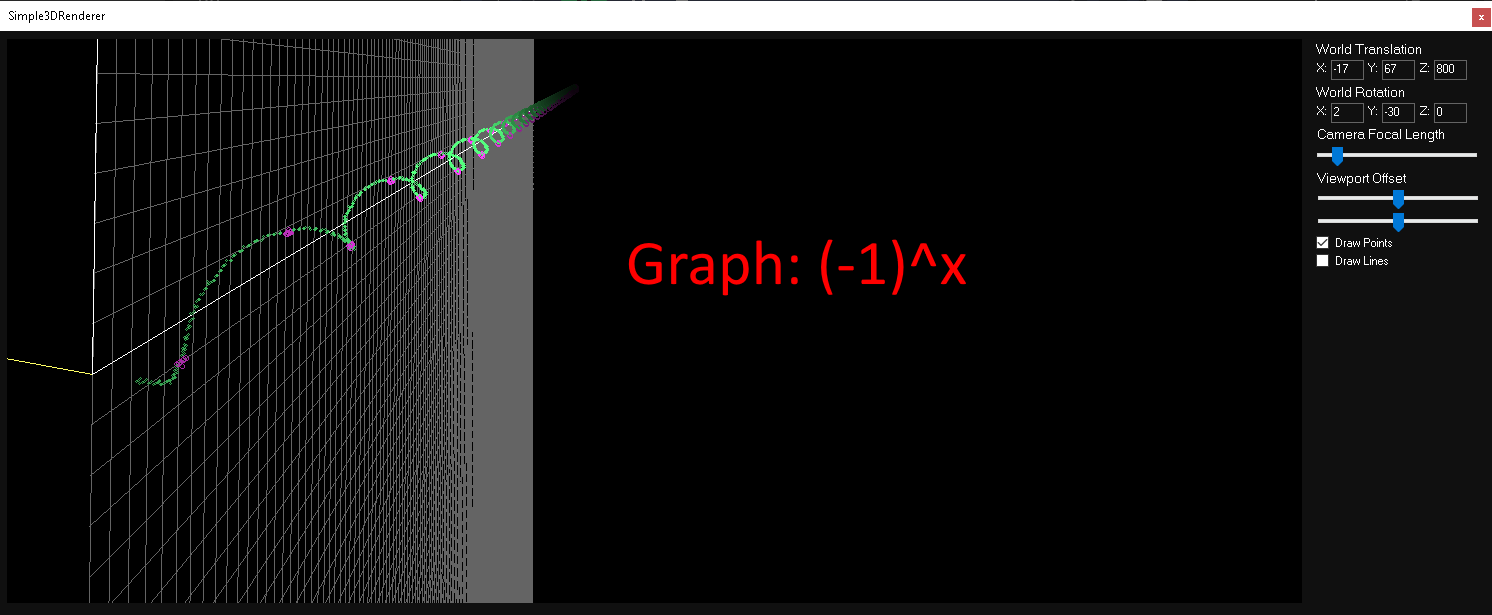 Simple3DRenderer
x
World Translation
X: -17 Y: 67 Z: 800
World Rotation
X: 2 Y: -30 Z: 0
Camera Focal Length
Viewport Offset
Draw Points
Draw Lines
Graph: (-1)^x